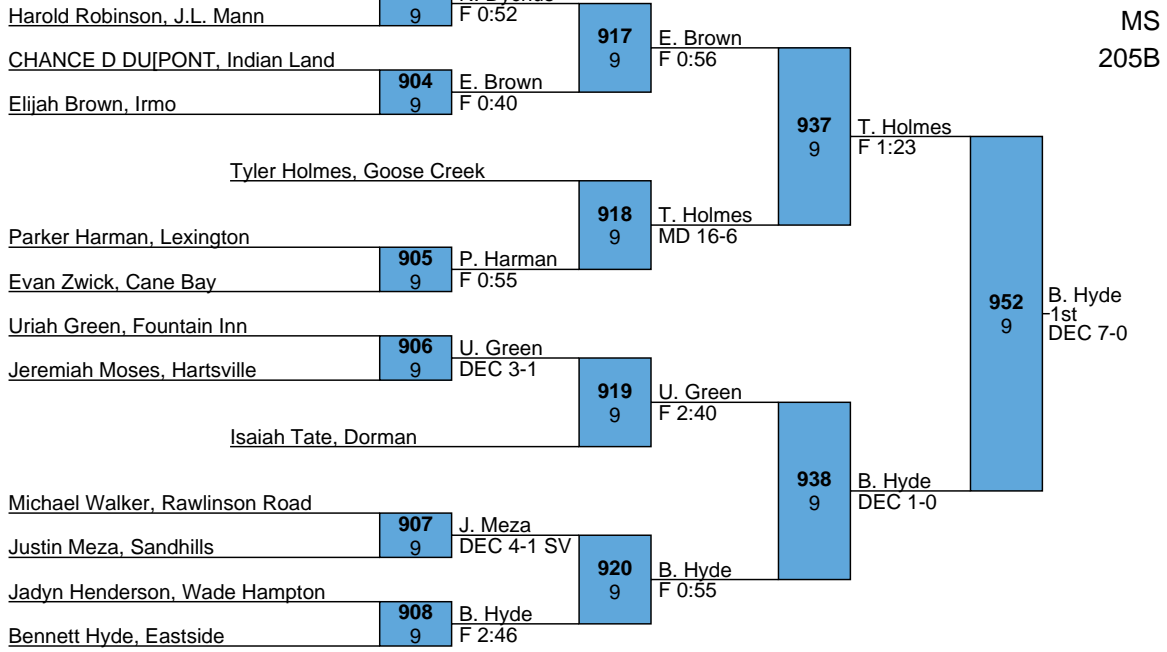 Harold Robinson, J.L. Mann
9
F 0:52
MS
205B
917
9
E. Brown
F 0:56
CHANCE D DU[PONT, Indian Land
904
9
E. Brown
F 0:40
Elijah Brown, Irmo
937
9
T. Holmes
F 1:23
Tyler Holmes, Goose Creek
918
9
T. Holmes
MD 16-6
Parker Harman, Lexington
905
9
P. Harman
F 0:55
Evan Zwick, Cane Bay
952
9
B. Hyde
1st
DEC 7-0
Uriah Green, Fountain Inn
906
9
U. Green
DEC 3-1
Jeremiah Moses, Hartsville
919
9
U. Green
F 2:40
Isaiah Tate, Dorman
938
9
B. Hyde
DEC 1-0
Michael Walker, Rawlinson Road
907
9
J. Meza
DEC 4-1 SV
Justin Meza, Sandhills
920
9
B. Hyde
F 0:55
Jadyn Henderson, Wade Hampton
908
9
B. Hyde
F 2:46
Bennett Hyde, Eastside